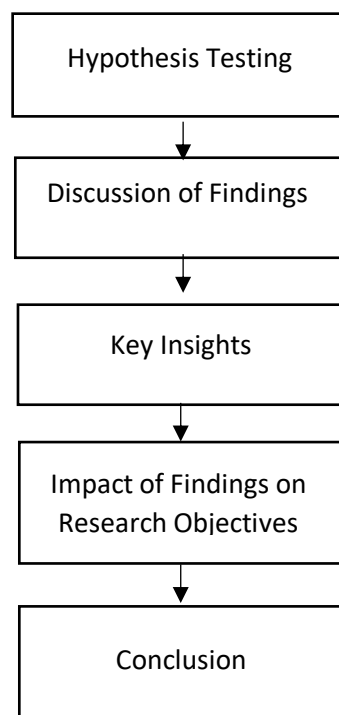 Hypothesis Testing
Discussion of Findings
Key Insights
Impact of Findings on
Research Objectives
Conclusion